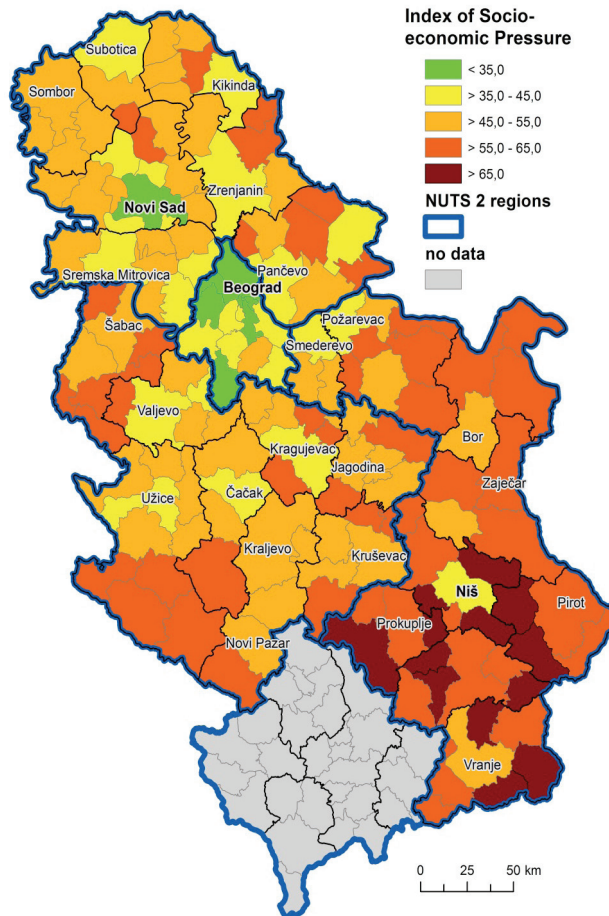 Index of Socio-
economic Pressure
< 35,0
> 35,0 - 45,0
> 45,0 - 55,0
> 55,0 - 65,0
> 65,0
NUTS 2 regions
no data
Subotica
Sombor
Kikinda
Zrenjanin
Novi Sad
Sremska Mitrovica
Pančevo
Beograd
Šabac
Požarevac
Smederevo
Valjevo
Bor
Kragujevac
Jagodina
Zaječar
Užice
Čačak
Kraljevo
Kruševac
Niš
Pirot
Prokuplje
Novi Pazar
Vranje
0 25 50 km